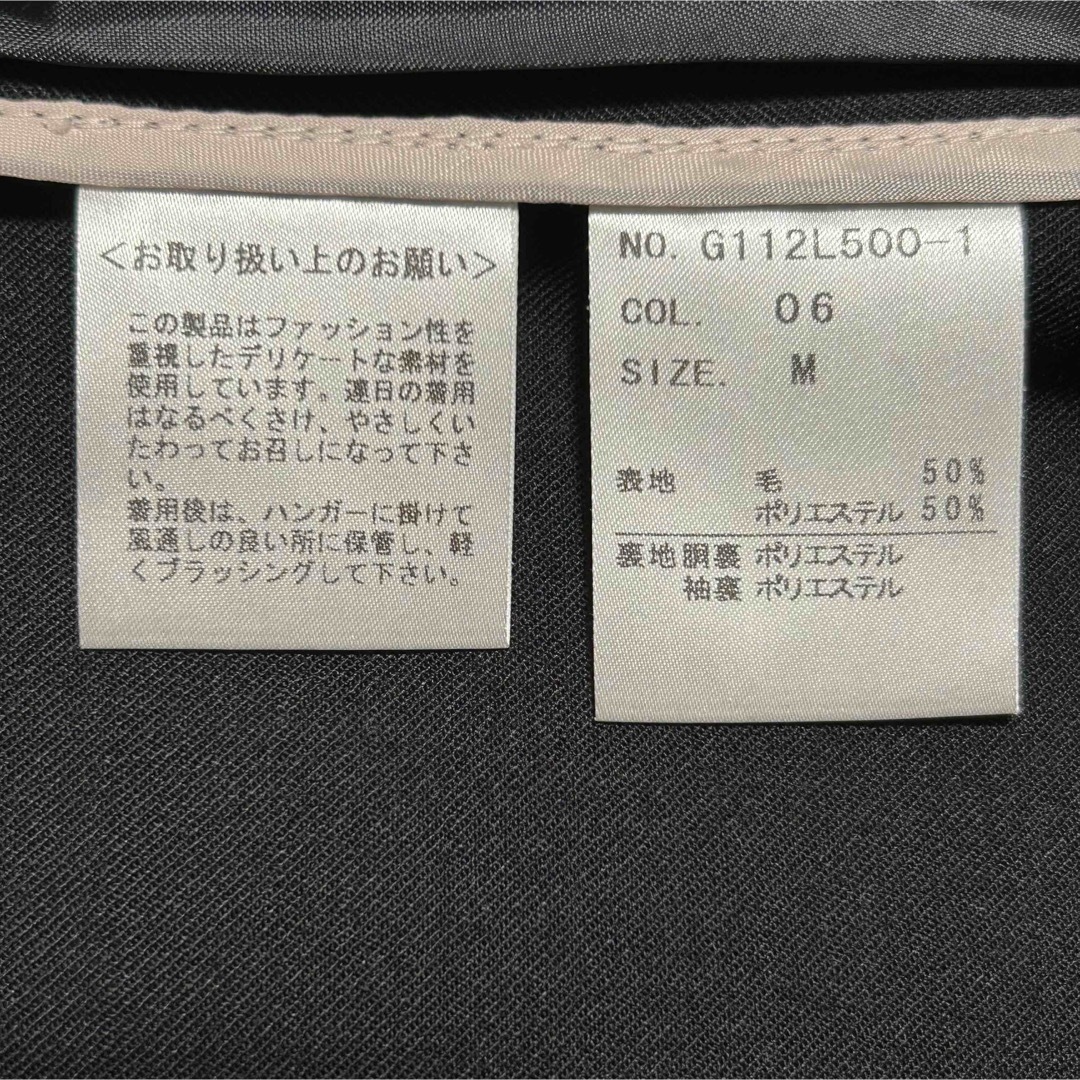 <お取り扱い上のお願い>
この製品はファッション性を
重視したデリケートな素材を
使用しています。連日の着用
はなるべくさけ、やさしくい
たわってお召しになって下さ
い。
着用後は、ハンガーに掛けて
風通しの良い所に保管し、軽
くブラッシングして下さい。
NO. G112L500-1
COL. 06
SIZE. M
表地 毛 50%
ポリエステル 50%
裏地胴裏 ポリエステル
袖裏 ポリエステル